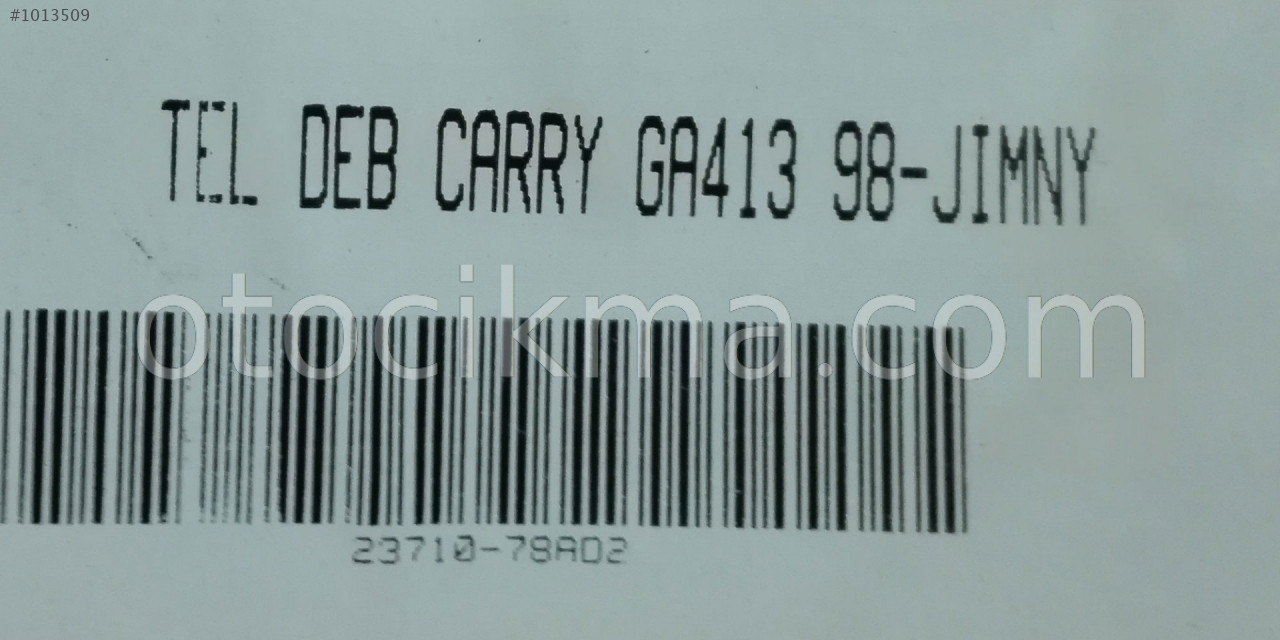 #1013509
TEL DEB CARRY GA413 98-JIMNY
otocikma.com
23710-78A02